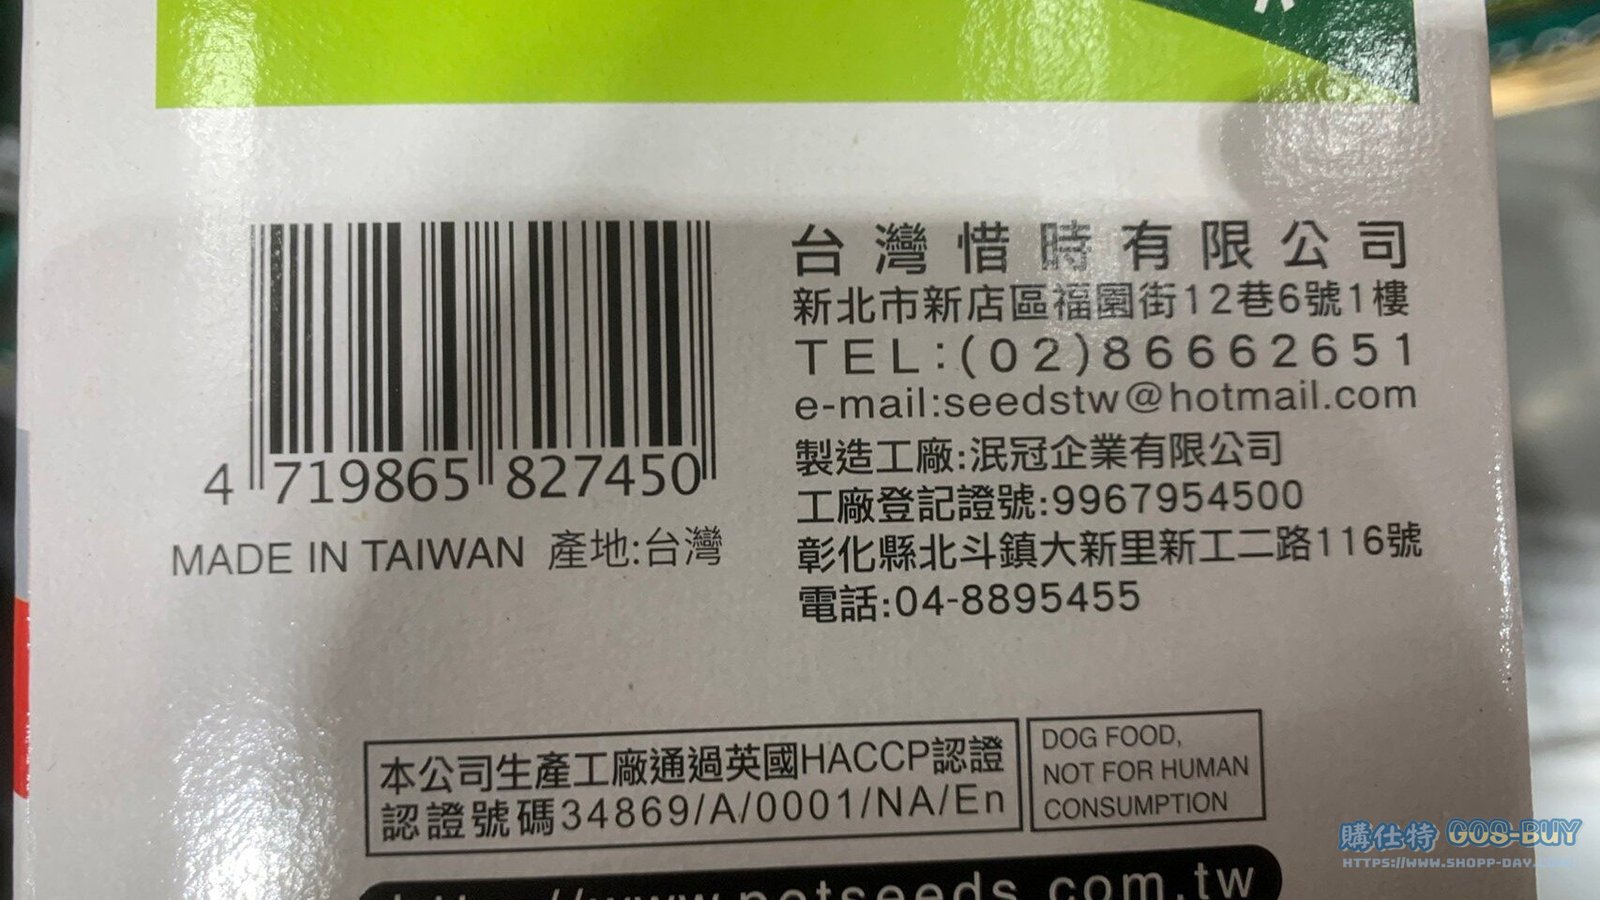 4 719865 827450
MADE IN TAIWAN 產地:台灣
台灣惜時有限公司
新北市新店區福園街12巷6號1樓
TEL:(02)86662651
e-mail:seedstw@hotmail.com
製造工廠:泯冠企業有限公司
工廠登記證號:9967954500
彰化縣北斗鎮大新里新工二路116號
電話:04-8895455
本公司生產工廠通過英國HACCP認證
認證號碼34869/A/0001/NA/En
DOG FOOD,
NOT FOR HUMAN
CONSUMPTION
http://www.petseeds.com.tw
購仕特 GOS-BUY
HTTPS://WWW.SHOPP-DAY.COM